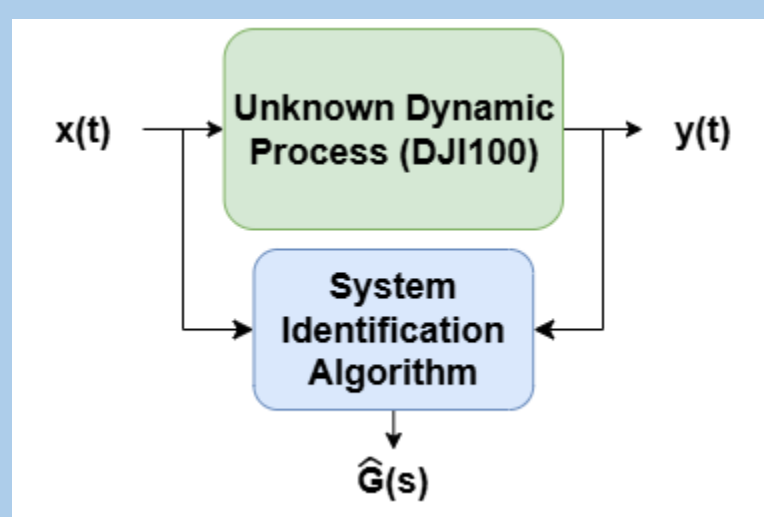 x(t)
Unknown Dynamic
Process (DJI100)
y(t)
System
Identification
Algorithm
Ĝ(s)